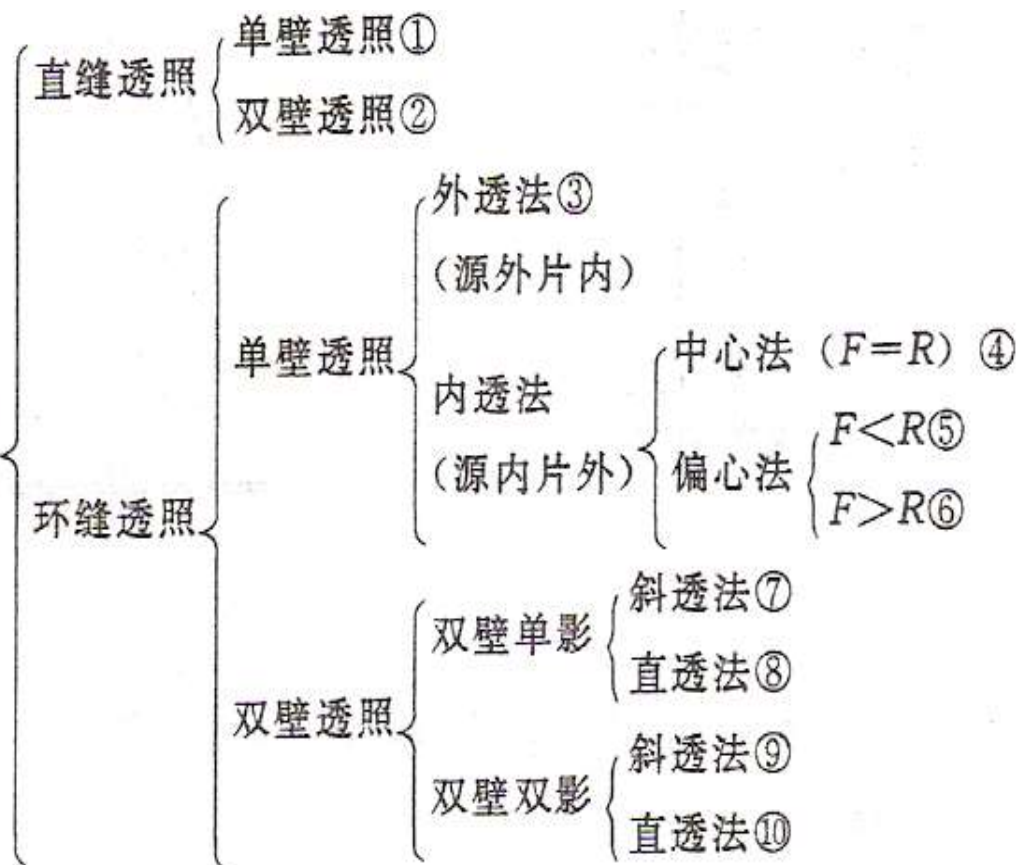 直缝透照
单壁透照①
双壁透照②
环缝透照
单壁透照
外透法③
(源外片内)
内透法
(源内片外)
中心法 (F=R) ④
偏心法
F<R⑤
F>R⑥
双壁透照
双壁单影
斜透法⑦
直透法⑧
双壁双影
斜透法⑨
直透法⑩